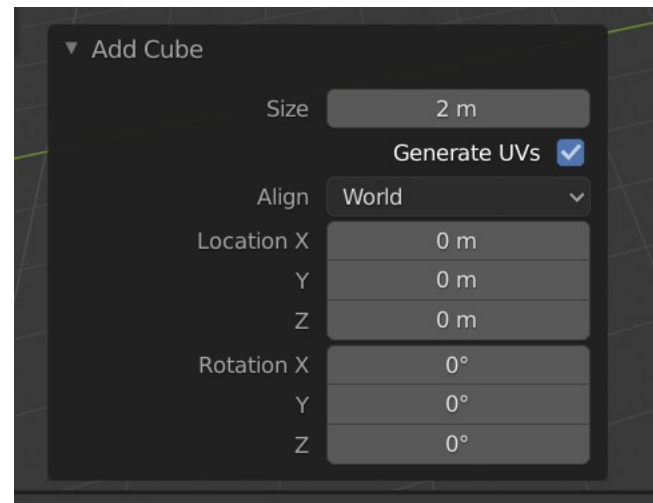 Add Cube
Size 2 m
Generate UVs
Align World
Location X 0 m
Y 0 m
Z 0 m
Rotation X 0°
Y 0°
Z 0°